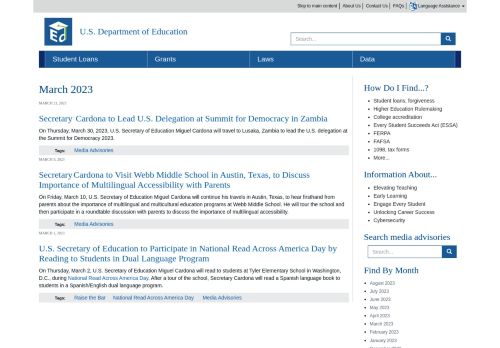 Skip to main content | About Us | Contact Us | FAQs | Language Assistance
U.S. Department of Education
Search...
Student Loans
Grants
Laws
Data
March 2023
Secretary Cardona to Lead U.S. Delegation at Summit for Democracy in Zambia
On Thursday, March 30, 2023, U.S. Secretary of Education Miguel Cardona will travel to Lusaka, Zambia to lead the U.S. delegation at
the Summit for Democracy 2023.
Tags: Media Advisories
Secretary Cardona to Visit Webb Middle School in Austin, Texas, to Discuss
Importance of Multilingual Accessibility with Parents
On Friday, March 10, U.S. Secretary of Education Miguel Cardona will continue his travels in Austin, Texas, to hear firsthand from
parents about the importance of multilingual and multicultural education programs at Webb Middle School. He will tour the school and
then participate in a roundtable discussion with parents to discuss the importance of multilingual accessibility.
Tags: Media Advisories
U.S. Secretary of Education to Participate in National Read Across America Day by
Reading to Students in Dual Language Program
On Thursday, March 2, U.S. Secretary of Education Miguel Cardona will read to students at Tyler Elementary School in Washington,
D.C., during National Read Across America Day. After a tour of the school, Secretary Cardona will read a Spanish language book to
students in a Spanish/English dual language program.
Tags: Raise the Bar National Read Across America Day Media Advisories
How Do I Find...?
Student loans, forgiveness
Higher Education Rulemaking
College accreditation
Every Student Succeeds Act (ESSA)
FERPA
FAFSA
1098, tax forms
More...
Information About...
Elevating Teaching
Early Learning
Engage Every Student
Unlocking Career Success
Cybersecurity
Search media advisories
Search...
Find By Month
August 2023
July 2023
June 2023
May 2023
April 2023
March 2023
February 2023
January 2023